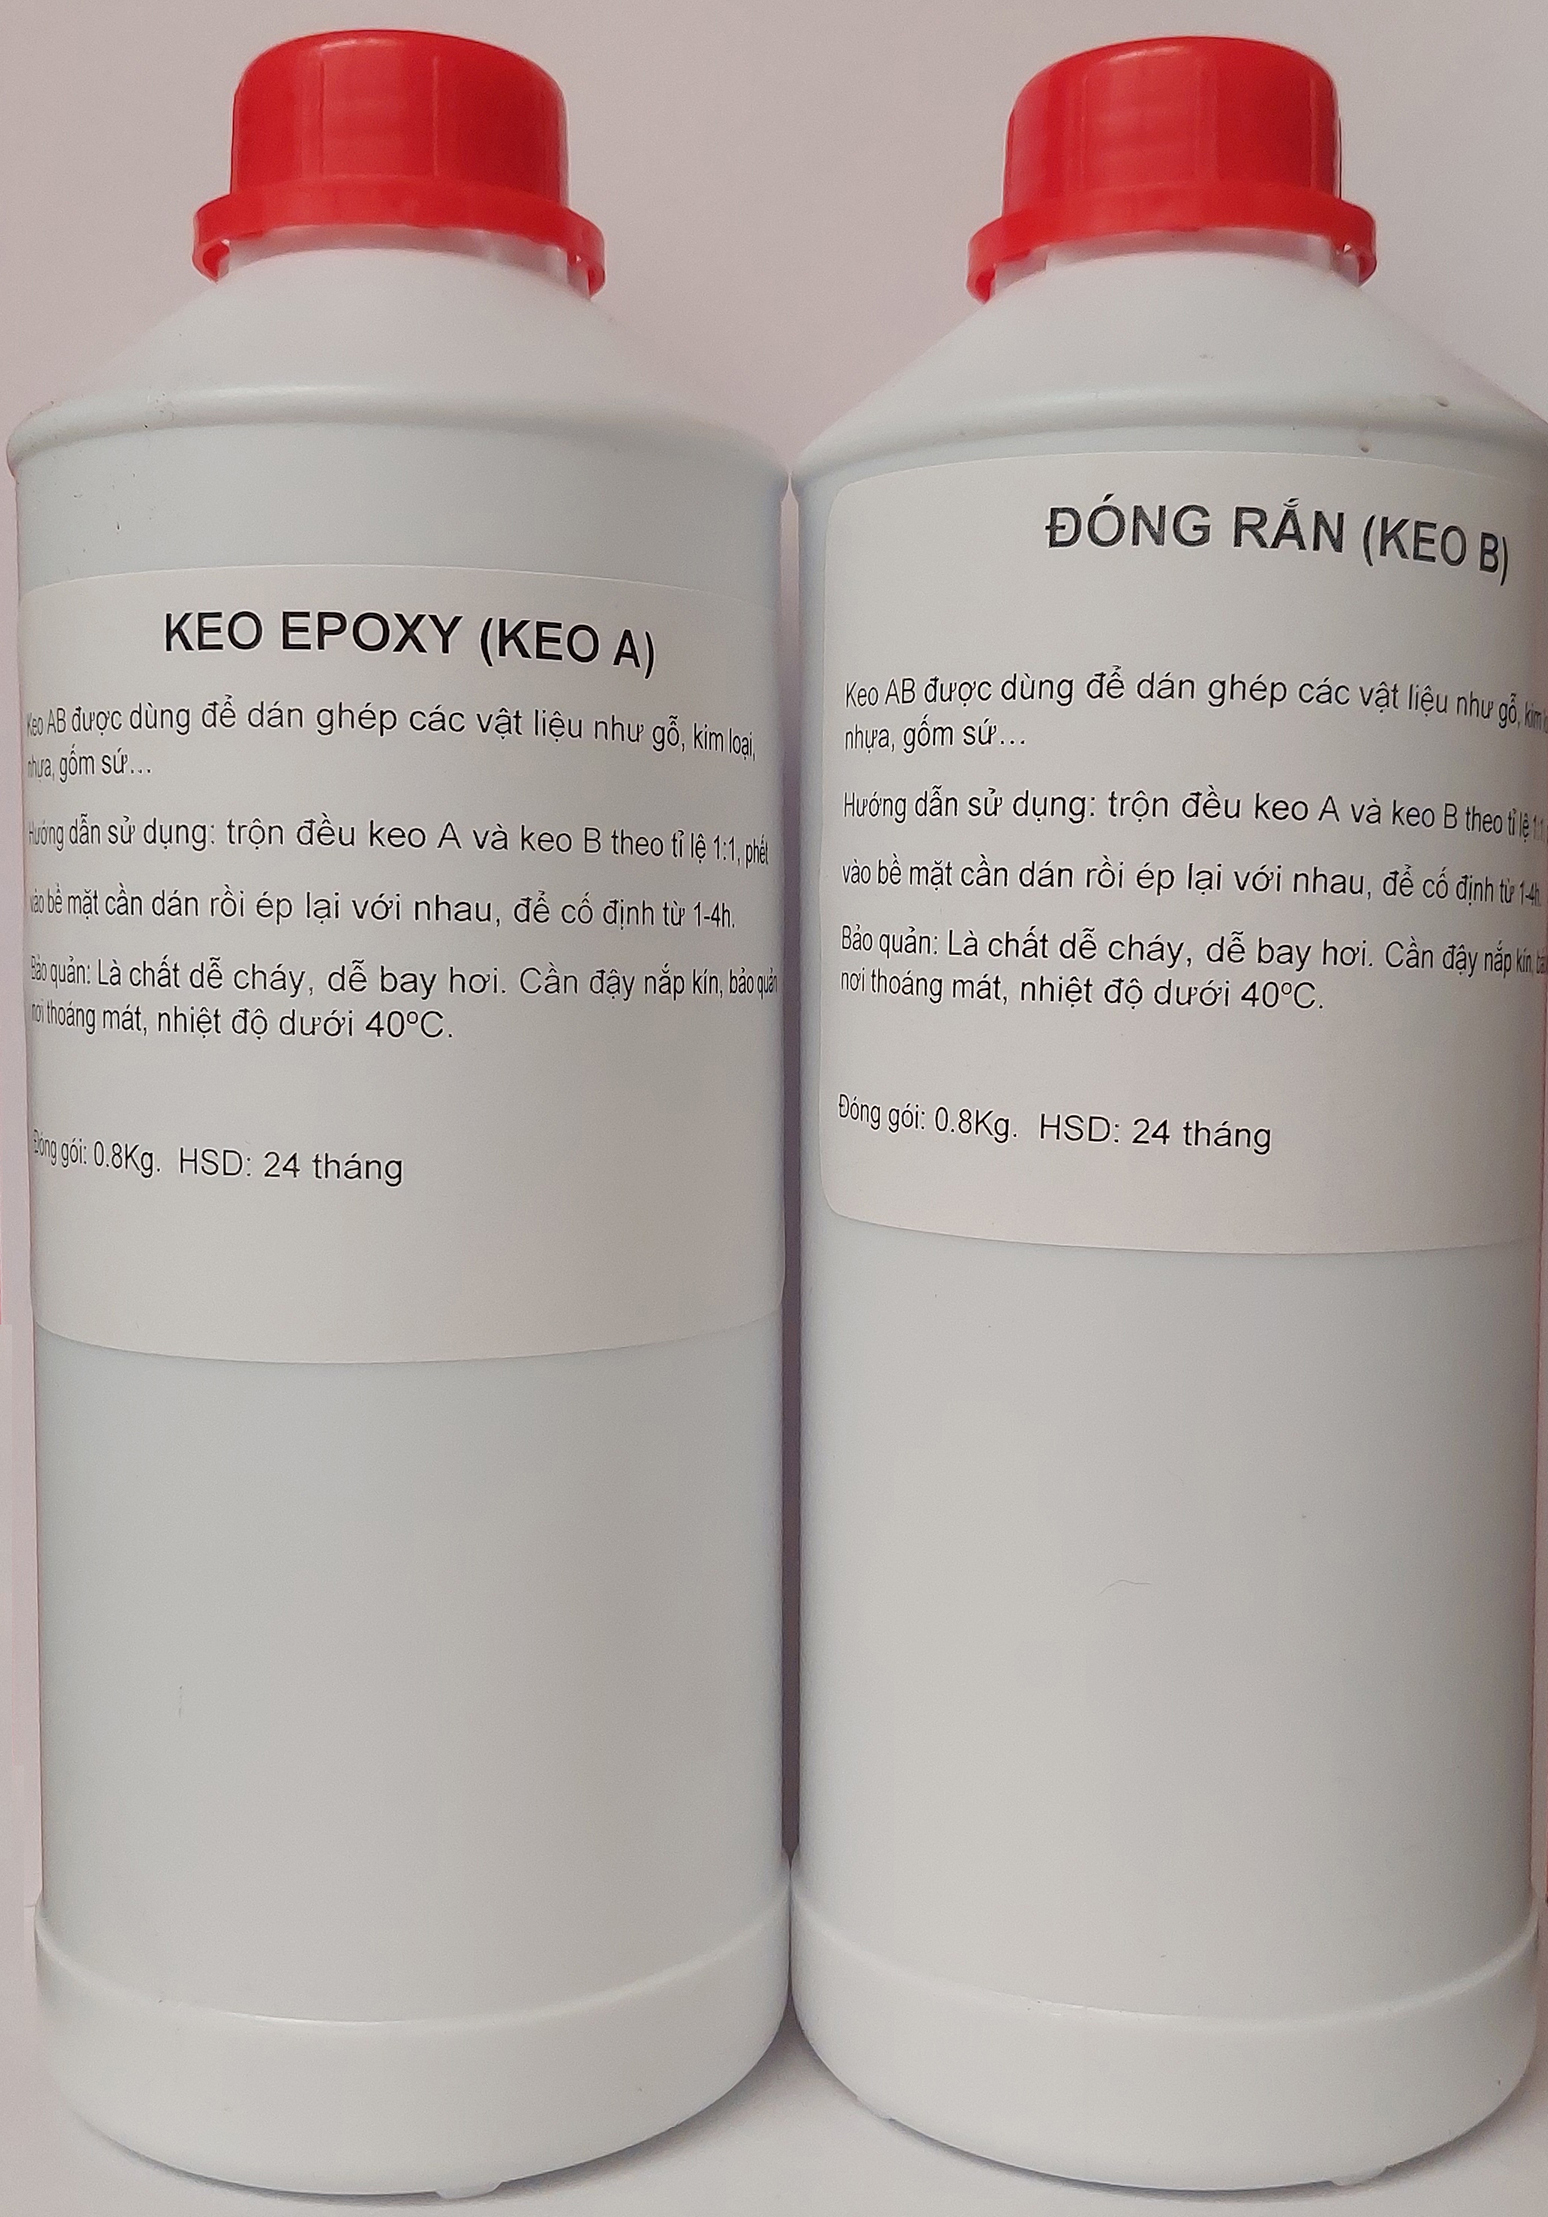 KEO EPOXY (KEO A)
Keo AB được dùng để dán ghép các vật liệu như gỗ, kim loại,
nhựa, gốm sứ...
Hướng dẫn sử dụng: trộn đều keo A và keo B theo tỉ lệ 1:1, phết
vào bề mặt cần dán rồi ép lại với nhau, để cố định từ 1-4h.
Bảo quản: Là chất dễ cháy, dễ bay hơi. Cần đậy nắp kín, bảo quản
nơi thoáng mát, nhiệt độ dưới 40°C.
Đóng gói: 0.8Kg. HSD: 24 tháng
ĐÓNG RẮN (KEO B)
Keo AB được dùng để dán ghép các vật liệu như gỗ, kim
nhựa, gốm sứ...
Hướng dẫn sử dụng: trộn đều keo A và keo B theo tỉ lệ 1:1,
vào bề mặt cần dán rồi ép lại với nhau, để cố định từ 1-4h.
Bảo quản: Là chất dễ cháy, dễ bay hơi. Cần đậy nắp kín,
nơi thoáng mát, nhiệt độ dưới 40°C.
Đóng gói: 0.8Kg. HSD: 24 tháng